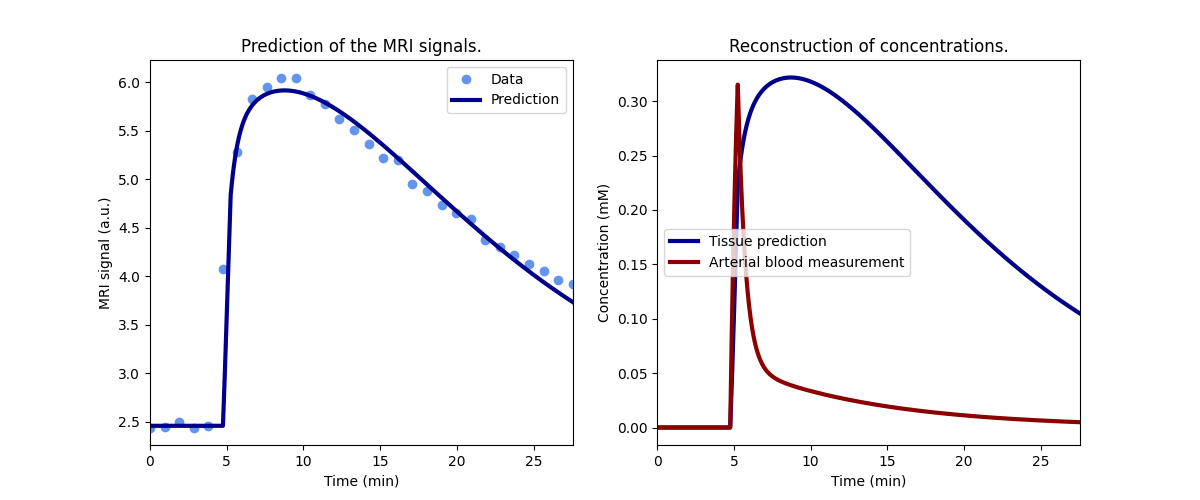 Prediction of the MRI signals.
MRI signal (a.u.)
6.0
5.5
5.0
4.5
4.0
3.5
3.0
2.5
0 5 10 15 20 25
Time (min)
Data
Prediction
Reconstruction of concentrations.
Concentration (mM)
0.30
0.25
0.20
0.15
0.10
0.05
0.00
0 5 10 15 20 25
Time (min)
Tissue prediction
Arterial blood measurement